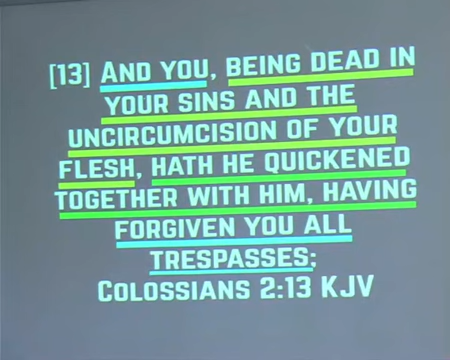 [13] AND YOU, BEING DEAD IN
YOUR SINS AND THE
UNCIRCUMCISION OF YOUR
FLESH, HATH HE QUICKENED
TOGETHER WITH HIM, HAVING
FORGIVEN YOU ALL
TRESPASSES;
COLOSSIANS 2:13 KJV